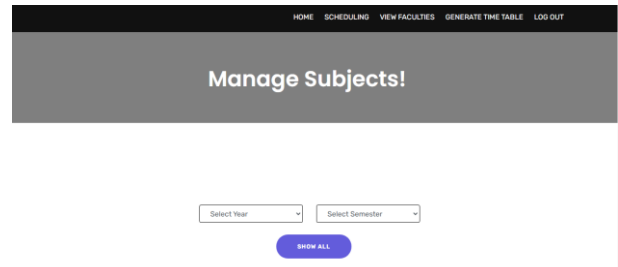 HOME SCHEDULING VIEW FACULTIES GENERATE TIME TABLE LOG OUT
Manage Subjects!
Select Year Select Semester
SHOW ALL